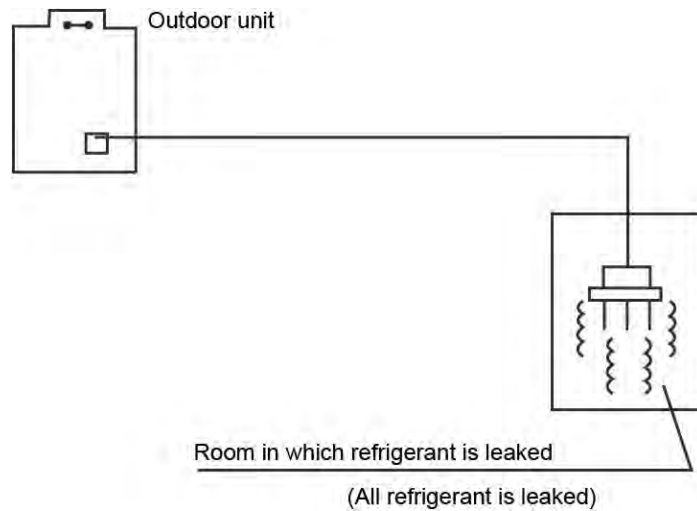 Outdoor unit
Room in which refrigerant is leaked
(All refrigerant is leaked)